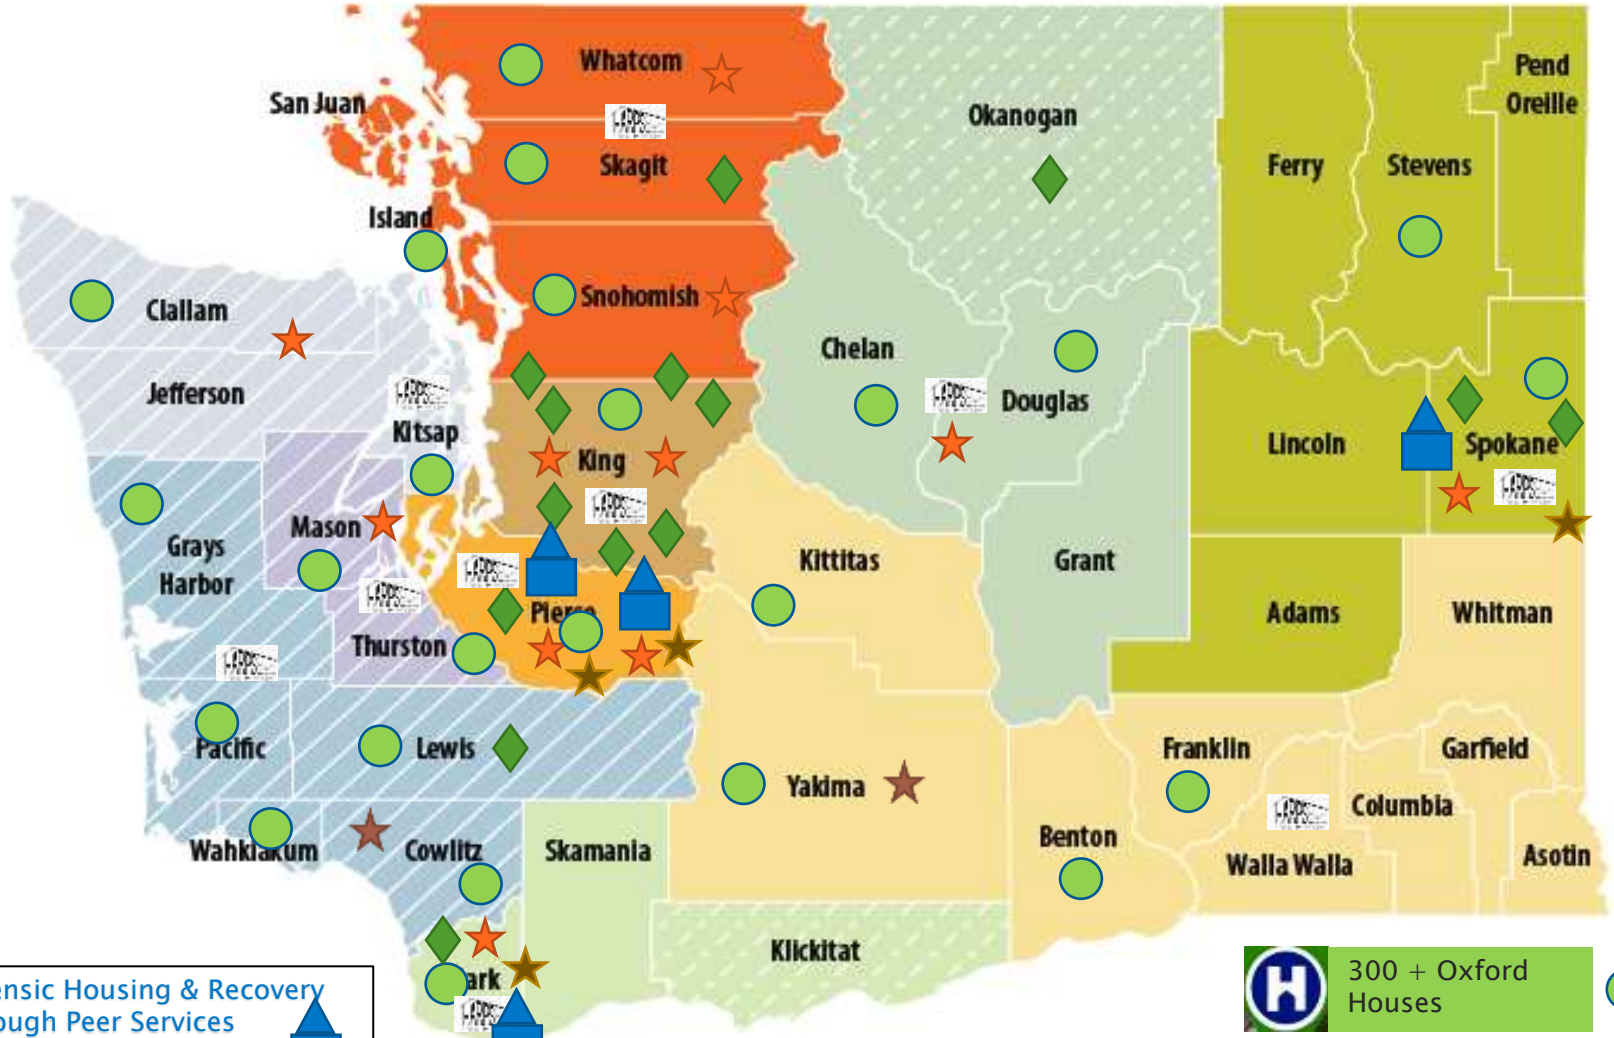 Whatcom
San Juan
Skagit
Island
Okanogan
Ferry
Stevens
Pend
Oreille
Clallam
Snohomish
Jefferson
Chelan
Douglas
Kitsap
King
Lincoln
Spokane
Mason
Grays
Harbor
Kittitas
Grant
Pierce
Thurston
Adams
Whitman
Pacific
Lewis
Yakima
Franklin
Garfield
Columbia
Wahkiakum
Cowlitz
Skamania
Benton
Walla Walla
Asotin
Klickitat
ark
ensic Housing & Recovery
ough Peer Services
H
300 + Oxford
Houses